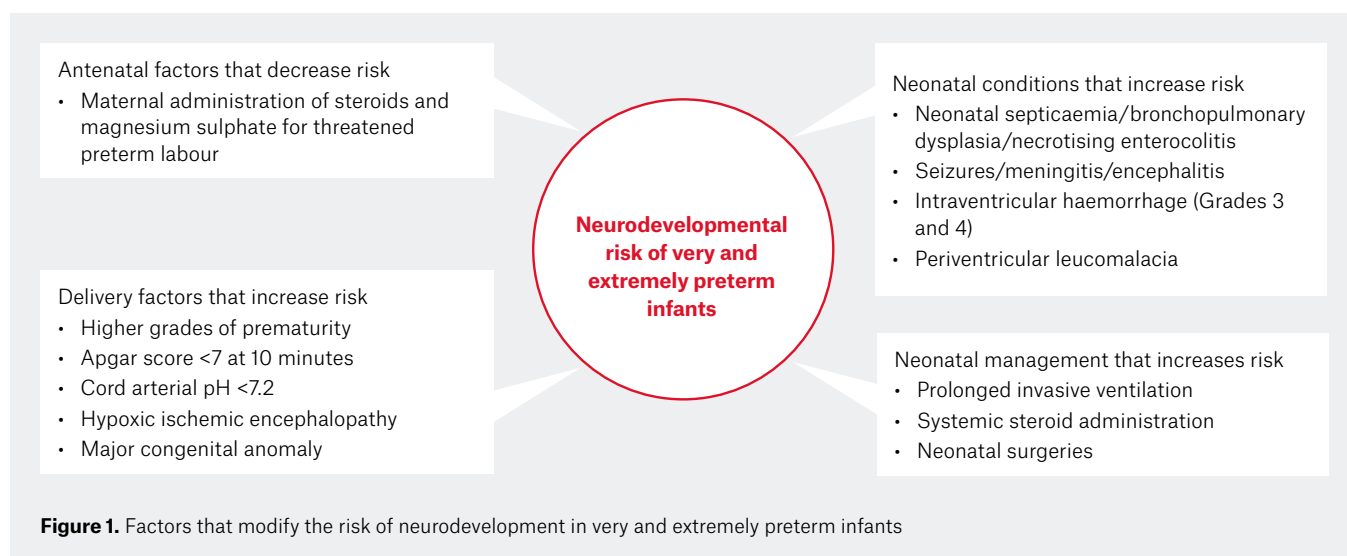 Antenatal factors that decrease risk
• Maternal administration of steroids and
magnesium sulphate for threatened
preterm labour
Neonatal conditions that increase risk
• Neonatal septicaemia/bronchopulmonary
dysplasia/necrotising enterocolitis
• Seizures/meningitis/encephalitis
• Intraventricular haemorrhage (Grades 3
and 4)
• Periventricular leucomalacia
Neurodevelopmental
risk of very and
extremely preterm
infants
Delivery factors that increase risk
• Higher grades of prematurity
• Apgar score <7 at 10 minutes
• Cord arterial pH <7.2
• Hypoxic ischemic encephalopathy
• Major congenital anomaly
Neonatal management that increases risk
• Prolonged invasive ventilation
• Systemic steroid administration
• Neonatal surgeries
Figure 1. Factors that modify the risk of neurodevelopment in very and extremely preterm infants